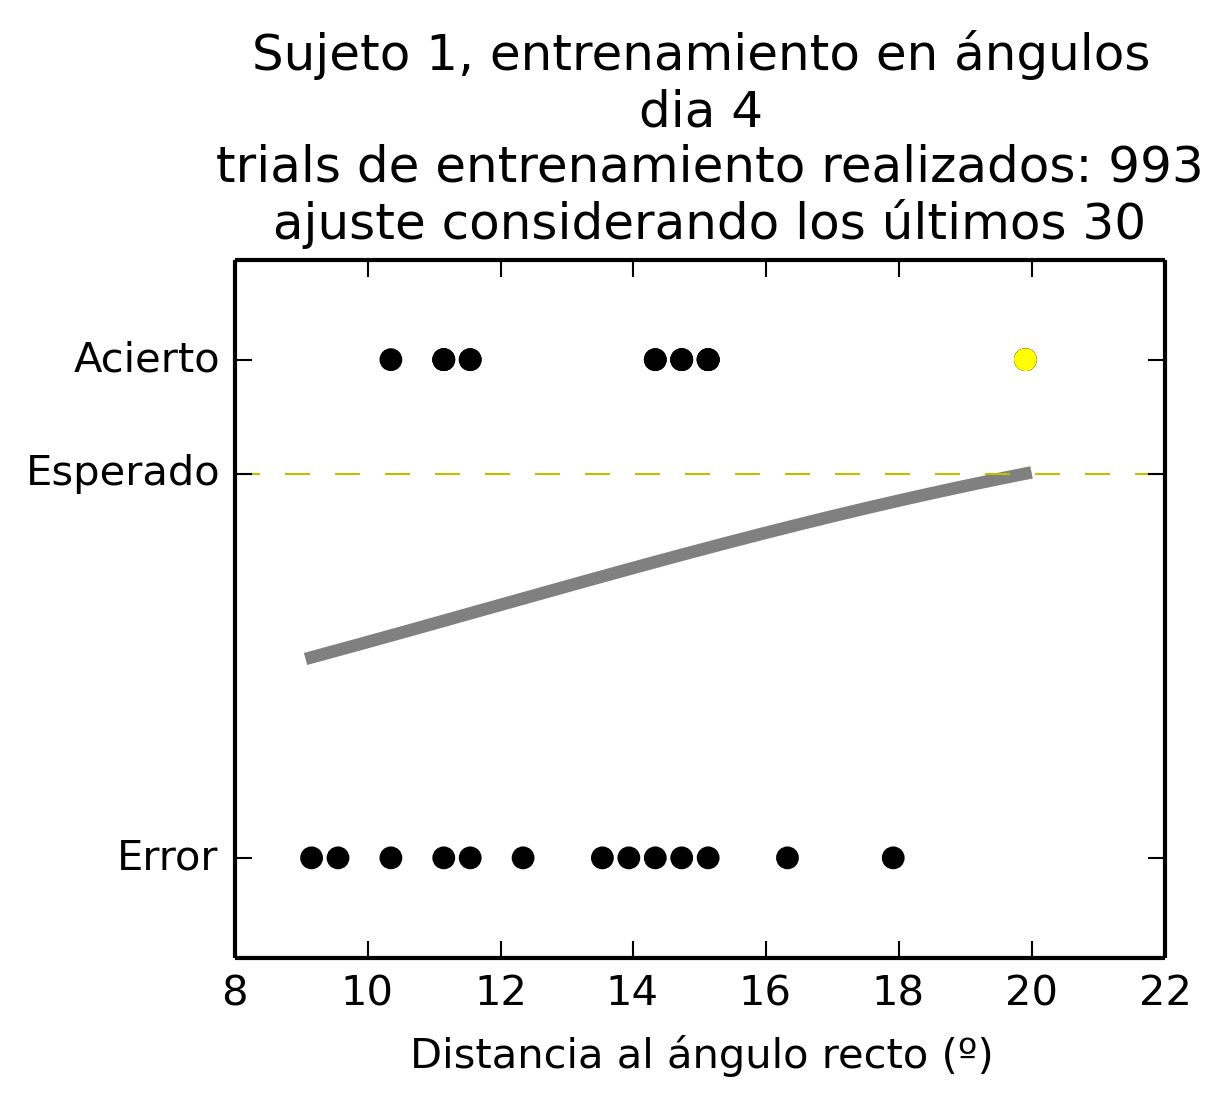 Sujeto 1, entrenamiento en ángulos
dia 4
trials de entrenamiento realizados: 993
ajuste considerando los últimos 30
Acierto
Esperado
Error
8 10 12 14 16 18 20 22
Distancia al ángulo recto (º)